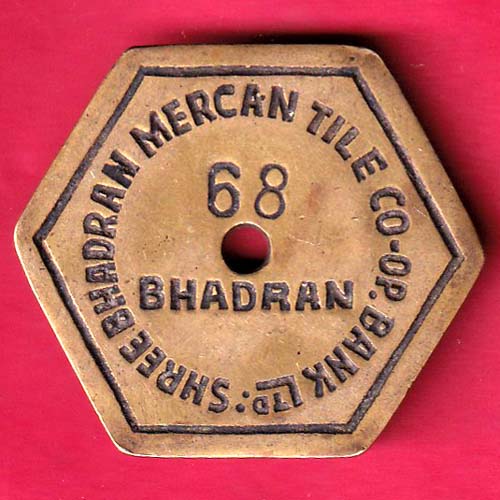 SHREE BHADRAN MERCANTILE CO-OP. BANK LTD:
68
BHADRAN